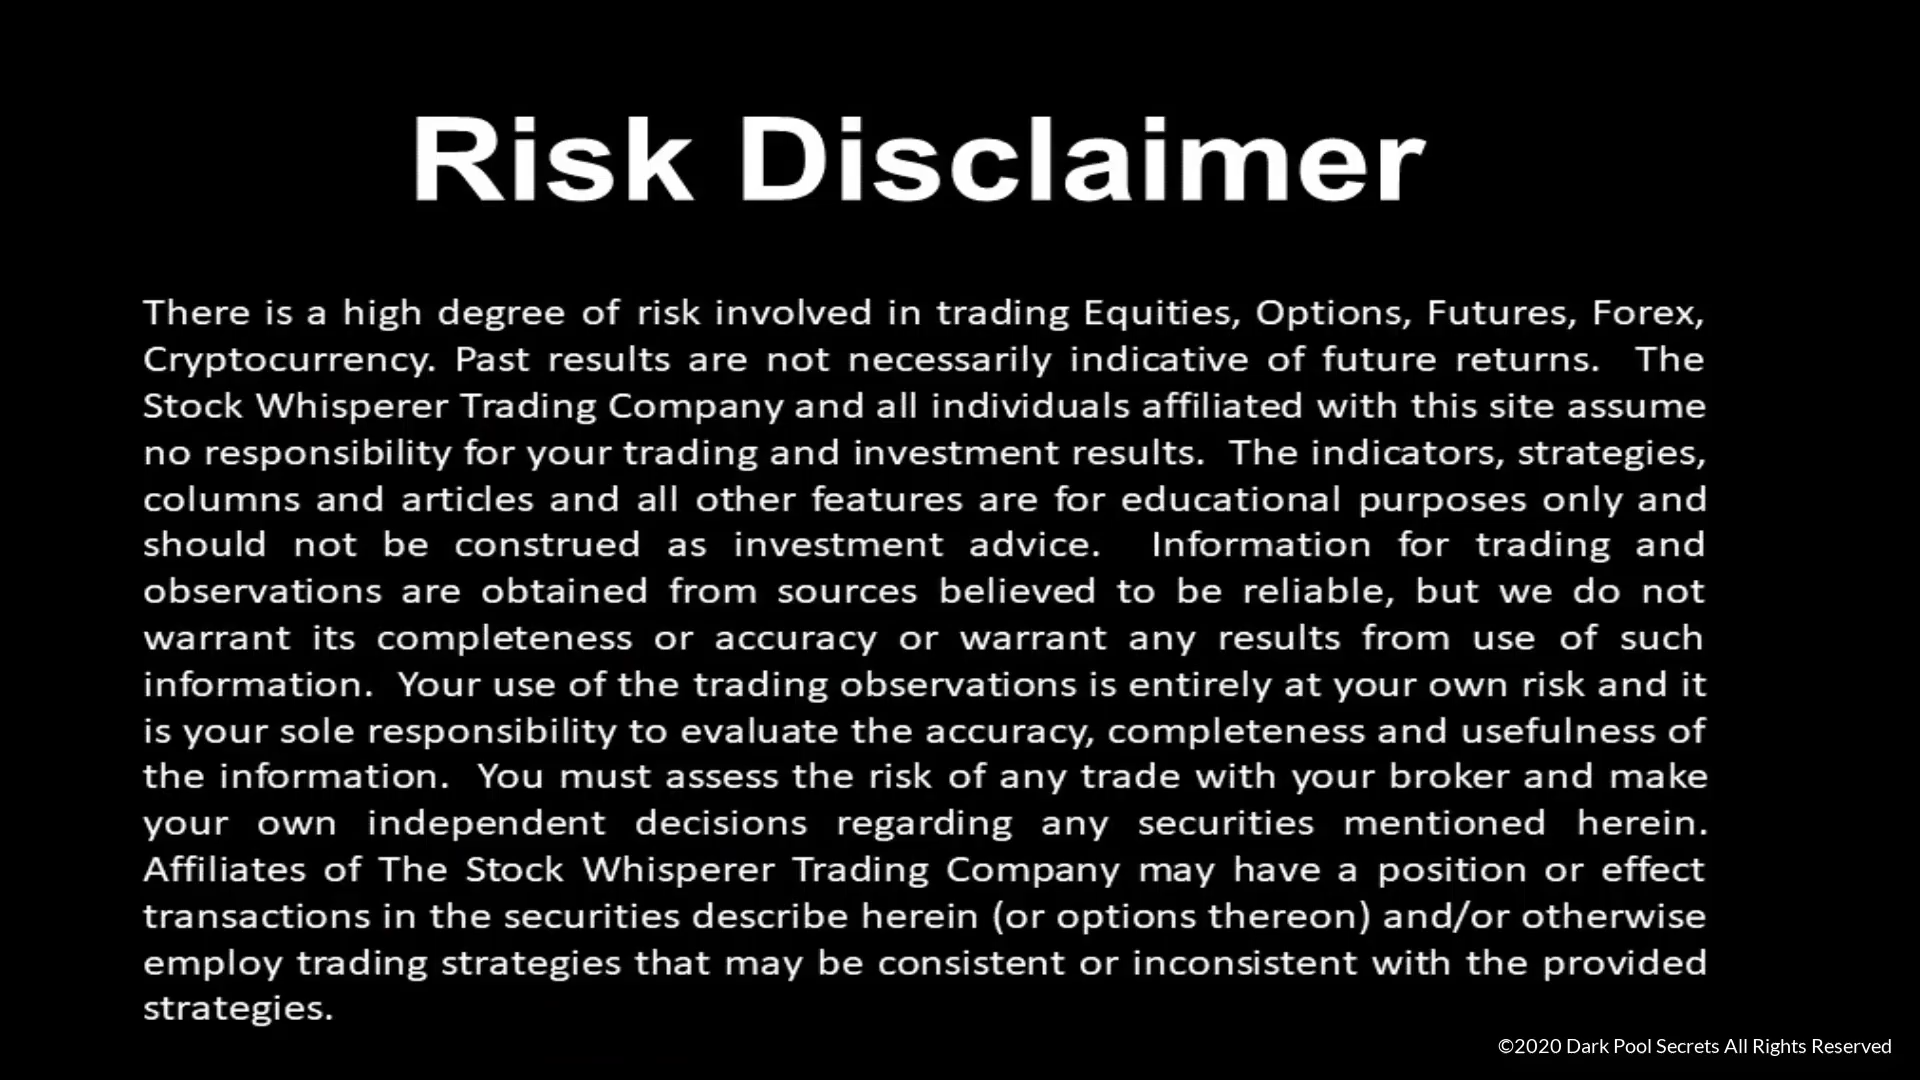 Risk Disclaimer
There is a high degree of risk involved in trading Equities, Options, Futures, Forex,
Cryptocurrency. Past results are not necessarily indicative of future returns.  The
Stock Whisperer Trading Company and all individuals affiliated with this site assume
no responsibility for your trading and investment results.  The indicators, strategies,
columns and articles and all other features are for educational purposes only and
should not be construed as investment advice.  Information for trading and
observations are obtained from sources believed to be reliable, but we do not
warrant its completeness or accuracy or warrant any results from use of such
information.  Your use of the trading observations is entirely at your own risk and it
is your sole responsibility to evaluate the accuracy, completeness and usefulness of
the information.  You must assess the risk of any trade with your broker and make
your own independent decisions regarding any securities mentioned herein.
Affiliates of The Stock Whisperer Trading Company may have a position or effect
transactions in the securities describe herein (or options thereon) and/or otherwise
employ trading strategies that may be consistent or inconsistent with the provided
strategies.
©2020 Dark Pool Secrets All Rights Reserved